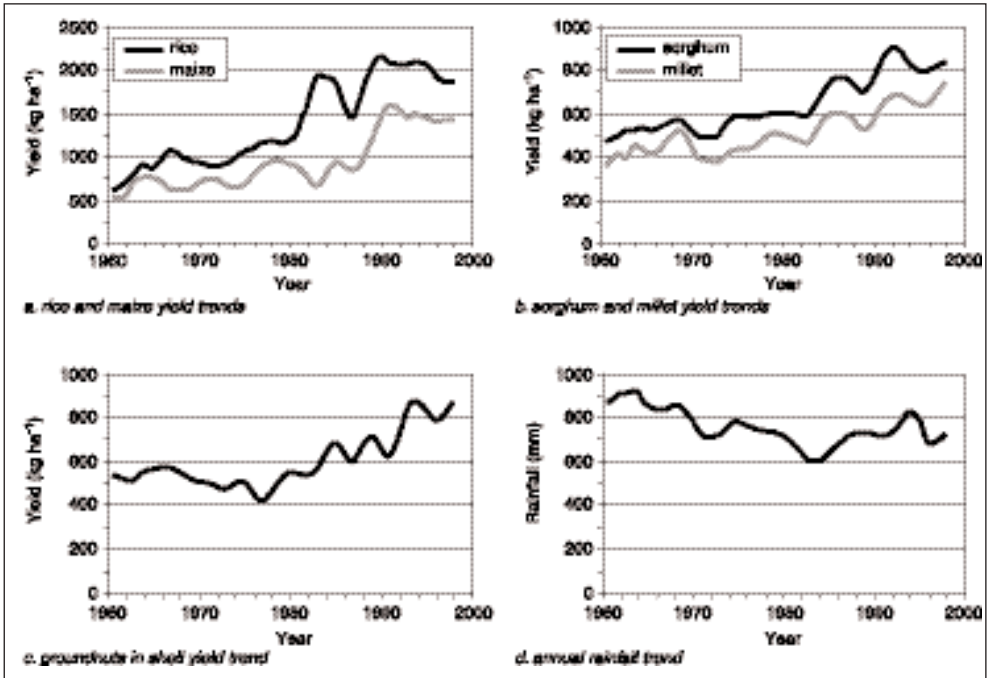 2500
2000
1500
1000
500
0
Yield (kg ha⁻¹)
rice
maize
1960 1970 1980 1990 2000
Year
a. rice and maize yield trends
1000
800
600
400
200
0
Yield (kg ha⁻¹)
sorghum
millet
1960 1970 1980 1990 2000
Year
b. sorghum and millet yield trends
1000
800
600
400
200
0
Yield (kg ha⁻¹)
1960 1970 1980 1990 2000
Year
c. groundnuts in shell yield trend
1000
800
600
400
200
0
Rainfall (mm)
1960 1970 1980 1990 2000
Year
d. annual rainfall trend